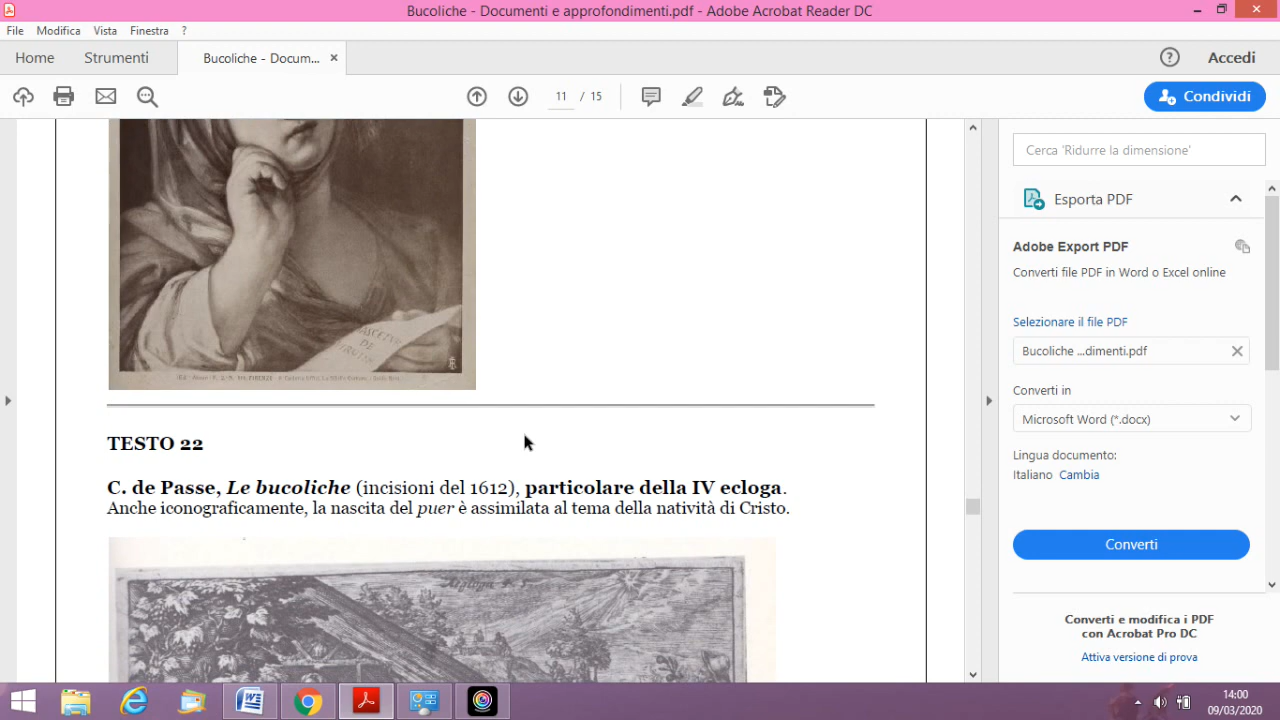 Bucoliche - Documenti e approfondimenti.pdf - Adobe Acrobat Reader DC
File Modifica Vista Finestra ?
Home Strumenti Bucoliche - Docum... × Accedi
11 / 15 Condividi
Cerca 'Ridurre la dimensione'
Esporta PDF
Adobe Export PDF
Converti file PDF in Word o Excel online
Selezionare il file PDF
Bucoliche ...dimenti.pdf
Converti in
Microsoft Word (*.docx)
Lingua documento:
Italiano Cambia
Converti
Converti e modifica i PDF
con Acrobat Pro DC
Attiva versione di prova
DE
TESTO 22
C. de Passe, Le bucoliche (incisioni del 1612), particolare della IV ecloga.
Anche iconograficamente, la nascita del puer è assimilata al tema della natività di Cristo.
14:00
09/03/2020